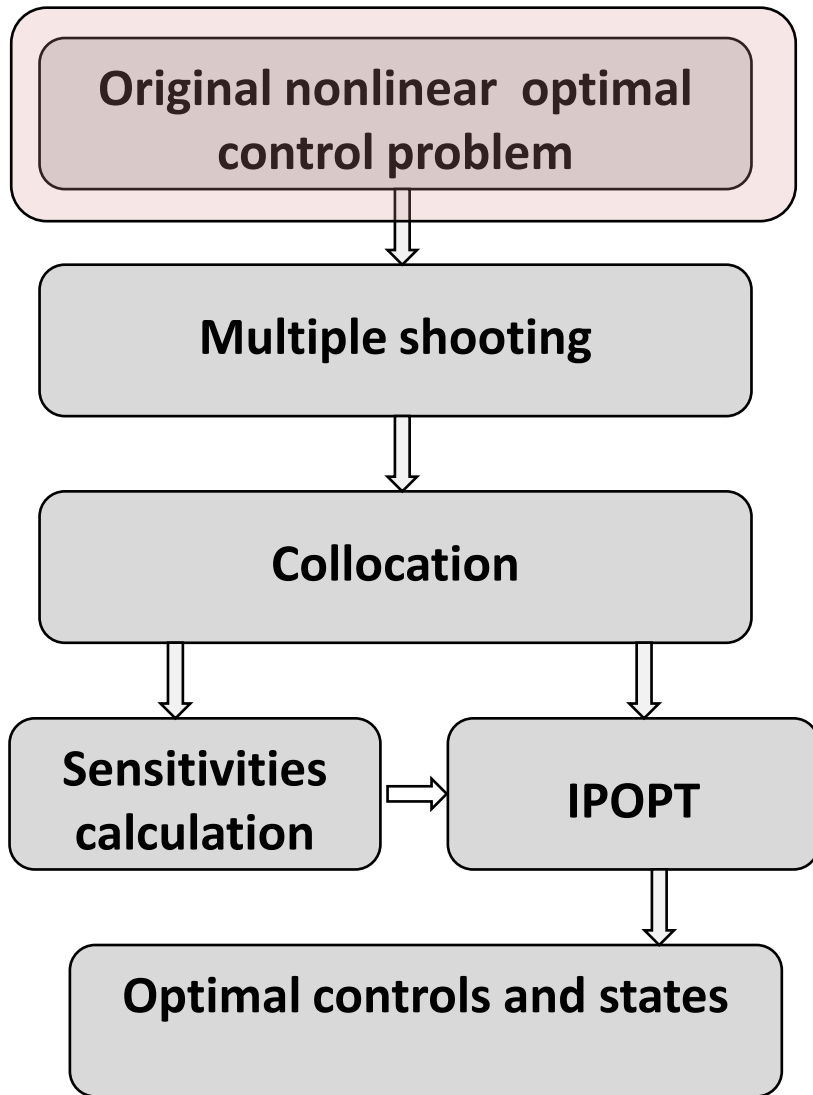 Original nonlinear optimal
control problem
Multiple shooting
Collocation
Sensitivities
calculation
IPOPT
Optimal controls and states